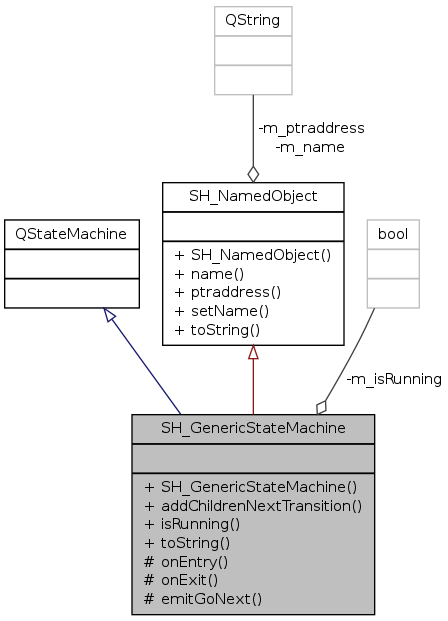 QString
-m_ptraddress
-m_name
SH_NamedObject
+ SH_NamedObject()
+ name()
+ ptraddress()
+ setName()
+ toString()
QStateMachine
bool
-m_isRunning
SH_GenericStateMachine
+ SH_GenericStateMachine()
+ addChildrenNextTransition()
+ isRunning()
+ toString()
# onEntry()
# onExit()
# emitGoNext()